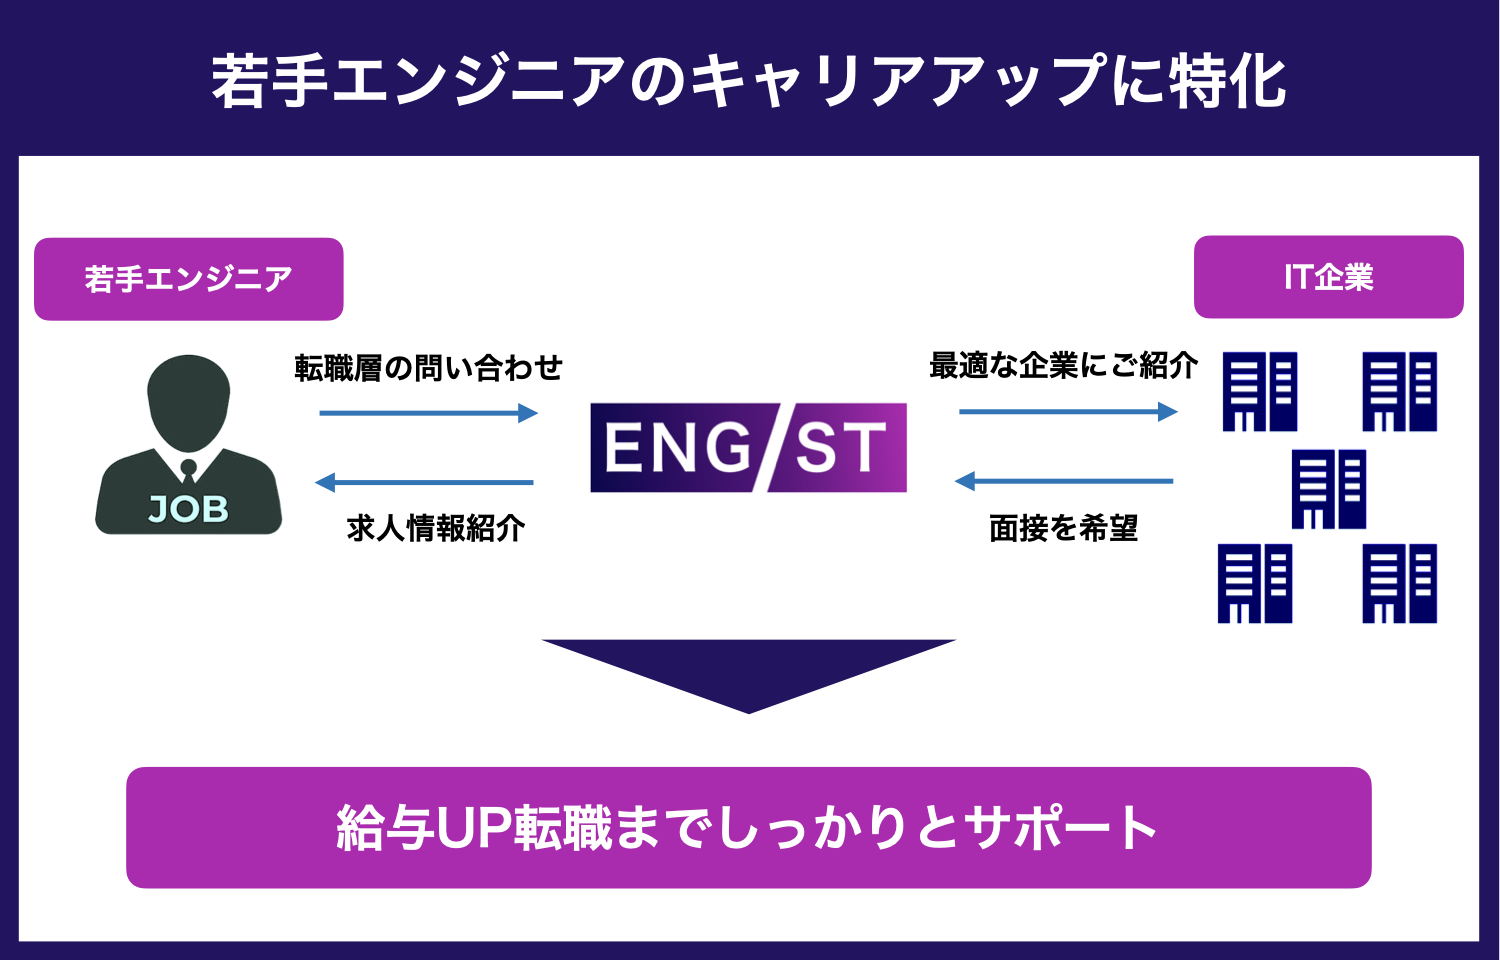 若手エンジニアのキャリアアップに特化
若手エンジニア
IT企業
転職層の問い合わせ
最適な企業にご紹介
ENG/ST
JOB
求人情報紹介
面接を希望
給与UP転職までしっかりとサポート